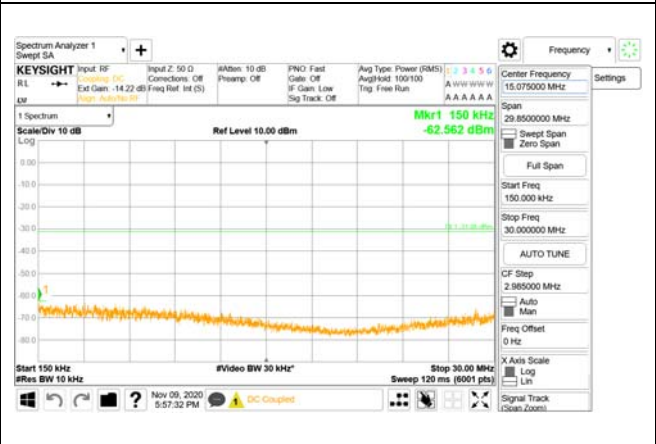 Spectrum Analyzer 1
Swept SA
Frequency
KEYSIGHT
RL
Input: RF
Coupling: DC
Ext Gain: -14.22 dB
Align: Auto/No RF
Input Z: 50 Ω
Corrections: Off
Freq Ref: Int (S)
#Atten: 10 dB
Preamp: Off
PNO: Fast
Gate: Off
IF Gain: Low
Sig Track: Off
Avg Type: Power (RMS)
Avg|Hold: 100/100
Trig: Free Run
1 2 3 4 5 6
A W W W W W
A A A A A A
1 Spectrum
Scale/Div 10 dB
Ref Level 10.00 dBm
Mkr1 150 kHz
-62.562 dBm
Log
0.00
-10.0
-20.0
-30.0
-40.0
-50.0
-60.0
-70.0
-80.0
1
Start 150 kHz
#Video BW 30 kHz*
Stop 30.00 MHz
#Res BW 10 kHz
Sweep 120 ms (6001 pts)
?
Nov 09, 2020
5:57:32 PM
1
DC Coupled
Center Frequency
15.075000 MHz
Settings
Span
29.8500000 MHz
Swept Span
Zero Span
Full Span
Start Freq
150.000 kHz
Stop Freq
30.000000 MHz
AUTO TUNE
CF Step
2.985000 MHz
Auto
Man
Freq Offset
0 Hz
X Axis Scale
Log
Lin
Signal Track
(Span Zoom)